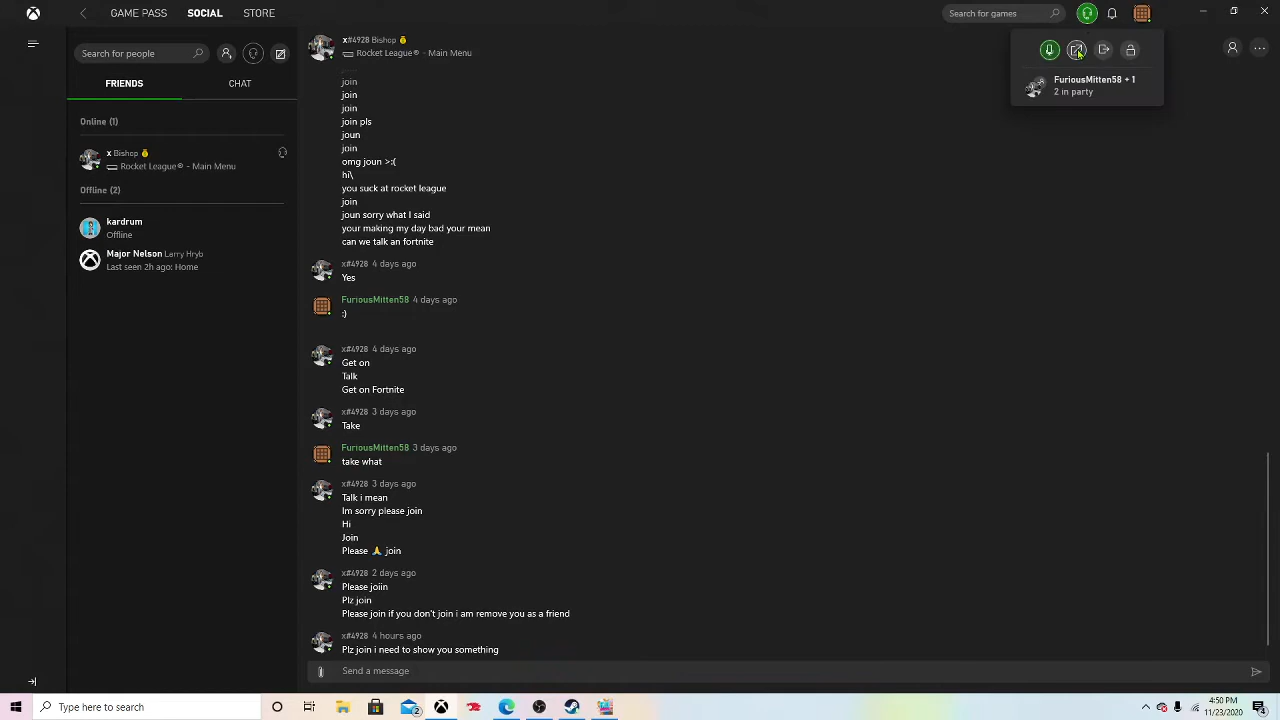 GAME PASS
SOCIAL
STORE
Search for games
Search for people
FRIENDS
CHAT
Online (1)
x Bishop
Rocket League® - Main Menu
Offline (2)
kardrum
Offline
Major Nelson Larry Hryb
Last seen 2h ago: Home
x#4928 Bishop
Rocket League® - Main Menu
join
join
join
join pls
joun
join
omg joun >:(
hi\
you suck at rocket league
join
joun sorry what I said
your making my day bad your mean
can we talk an fortnite
x#4928 4 days ago
Yes
FuriousMitten58 4 days ago
:)
x#4928 4 days ago
Get on
Talk
Get on Fortnite
x#4928 3 days ago
Take
FuriousMitten58 3 days ago
take what
x#4928 3 days ago
Talk i mean
Im sorry please join
Hi
Join
Please 🙏 join
x#4928 2 days ago
Please joiin
Plz join
Please join if you don't join i am remove you as a friend
x#4928 4 hours ago
Plz join i need to show you something
Send a message
FuriousMitten58 + 1
2 in party
Type here to search
2
4:50 PM
11/23/2020